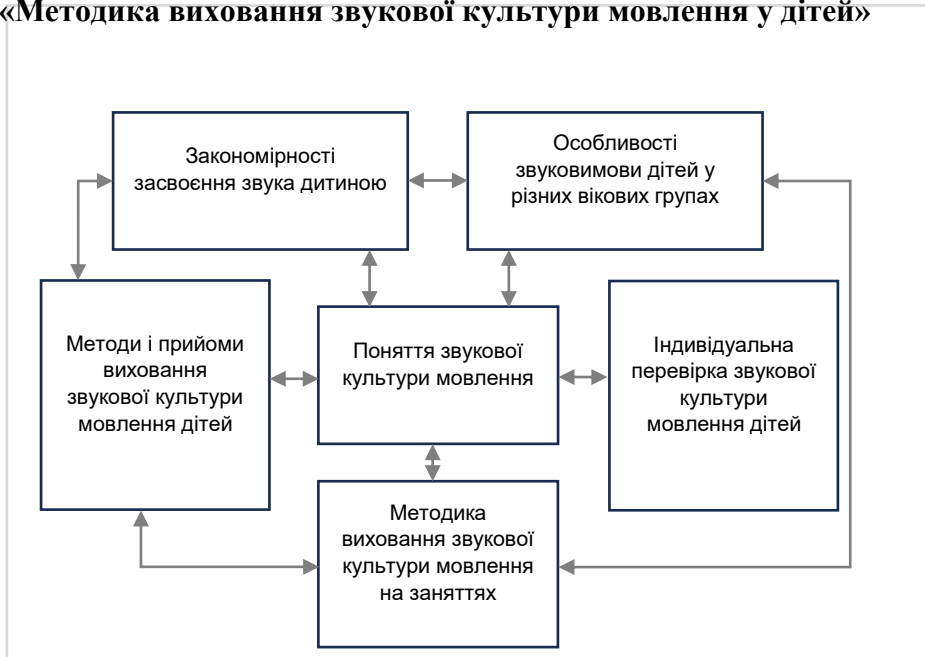 «Методика виховання звукової культури мовлення у дітей»
Закономірності
засвоєння звука дитиною
Особливості
звуковимови дітей у
різних вікових групах
Методи і прийоми
виховання
звукової культури
мовлення дітей
Поняття звукової
культури мовлення
Індивідуальна
перевірка звукової
культури
мовлення дітей
Методика
виховання звукової
культури мовлення
на заняттях